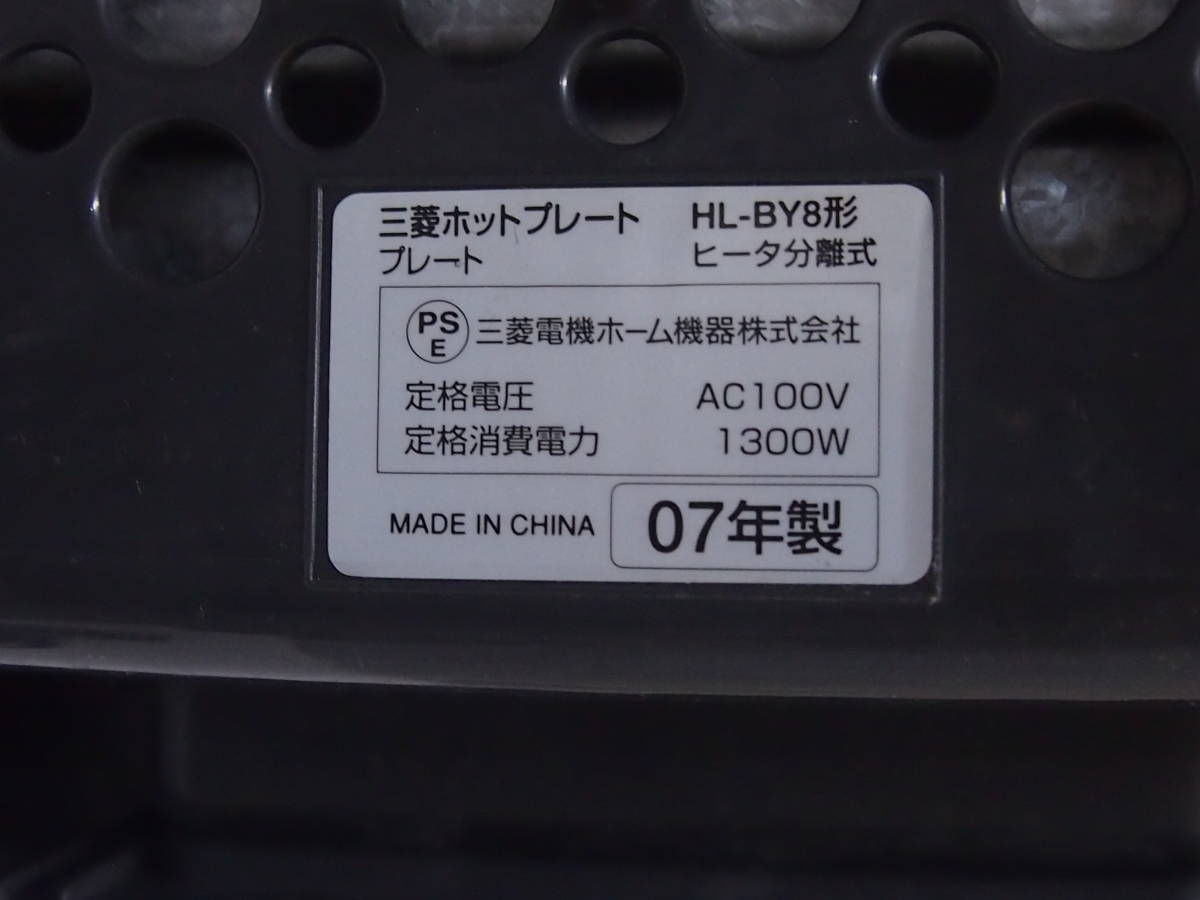 三菱ホットプレート HL-BY8形
プレート ヒータ分離式
PS
E
三菱電機ホーム機器株式会社
定格電圧 AC100V
定格消費電力 1300W
MADE IN CHINA 07年製